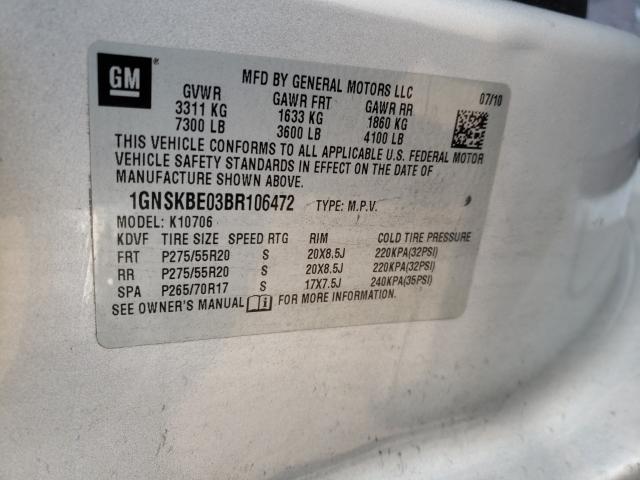 GM
MFD BY GENERAL MOTORS LLC
07/10
GVWR GAWR FRT GAWR RR
3311 KG 1633 KG 1860 KG
7300 LB 3600 LB 4100 LB
THIS VEHICLE CONFORMS TO ALL APPLICABLE U.S. FEDERAL MOTOR
VEHICLE SAFETY STANDARDS IN EFFECT ON THE DATE OF
MANUFACTURE SHOWN ABOVE.
1GNSKBE03BR106472 TYPE: M.P.V.
MODEL: K10706
KDVF TIRE SIZE SPEED RTG RIM COLD TIRE PRESSURE
FRT P275/55R20 S 20X8.5J 220KPA(32PSI)
RR P275/55R20 S 20X8.5J 220KPA(32PSI)
SPA P265/70R17 S 17X7.5J 240KPA(35PSI)
SEE OWNER'S MANUAL FOR MORE INFORMATION.